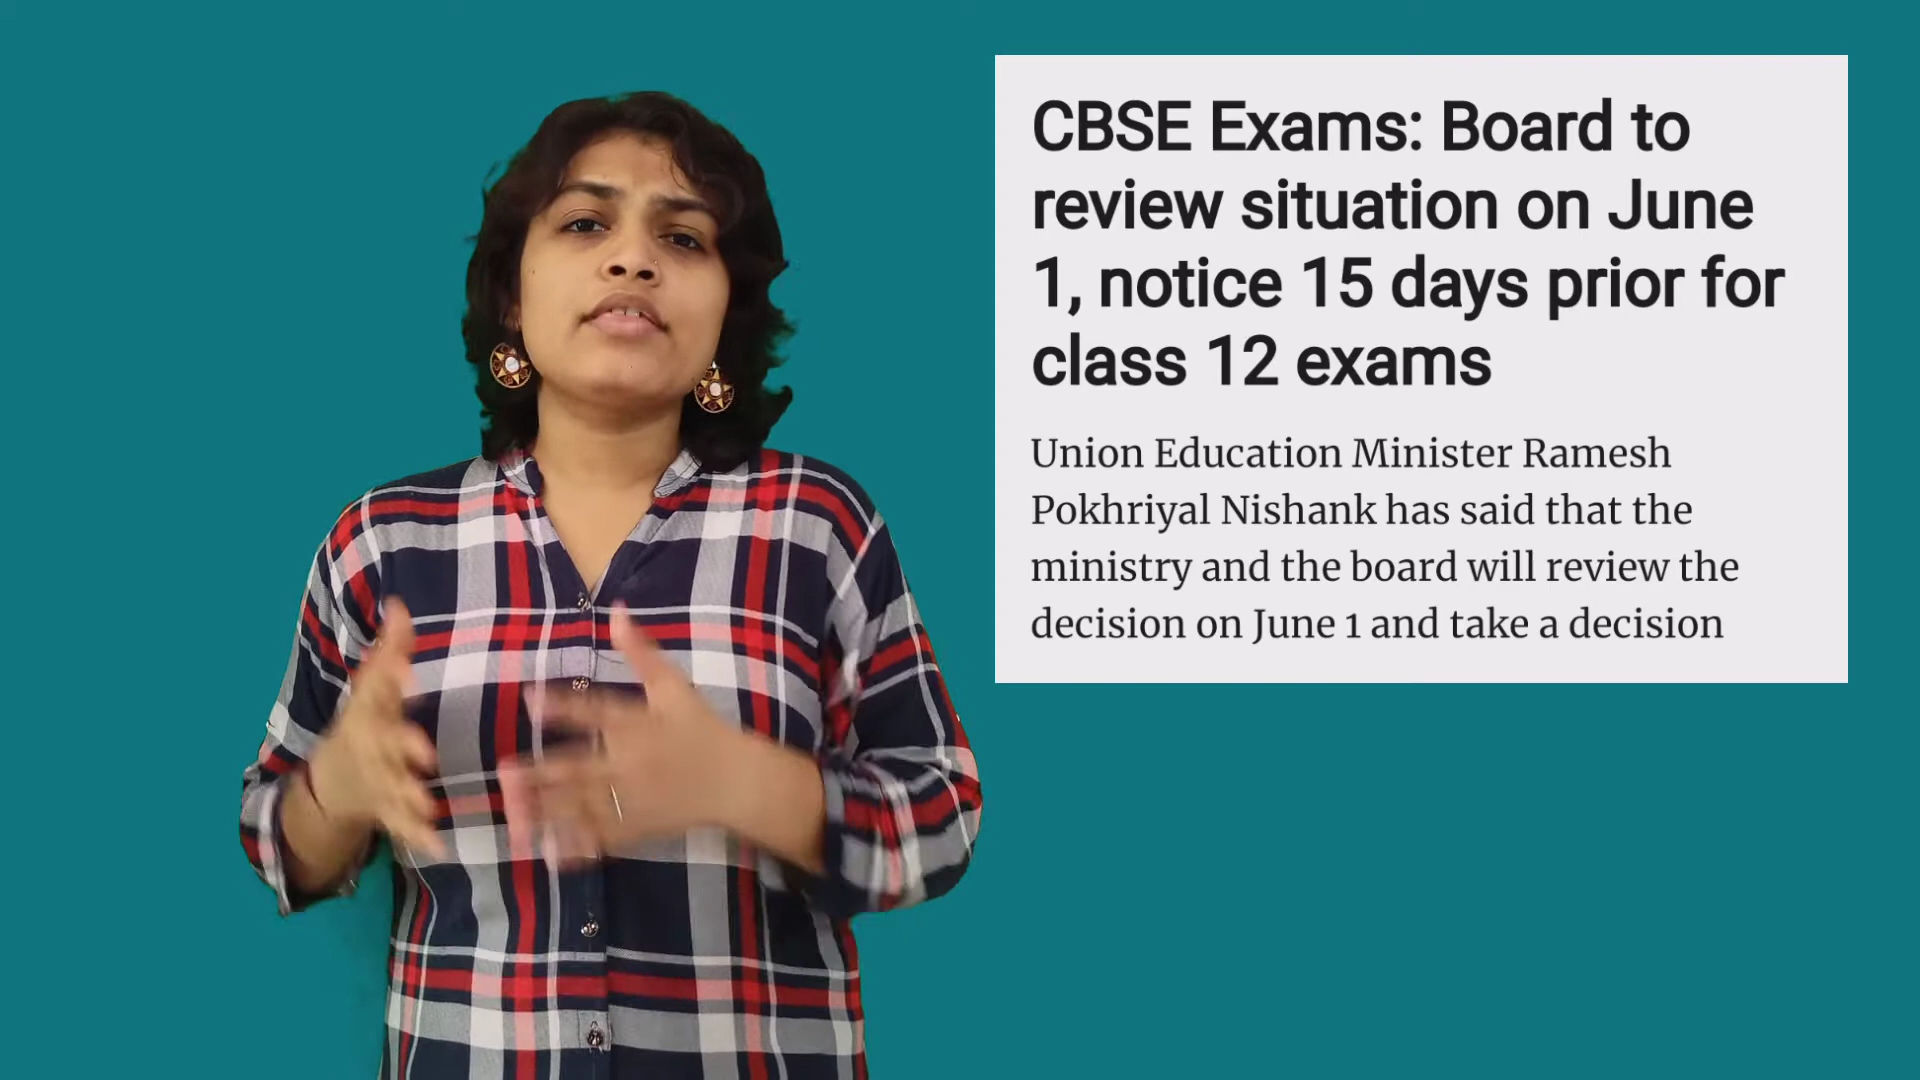 CBSE Exams: Board to
review situation on June
1, notice 15 days prior for
class 12 exams
Union Education Minister Ramesh
Pokhriyal Nishank has said that the
ministry and the board will review the
decision on June 1 and take a decision